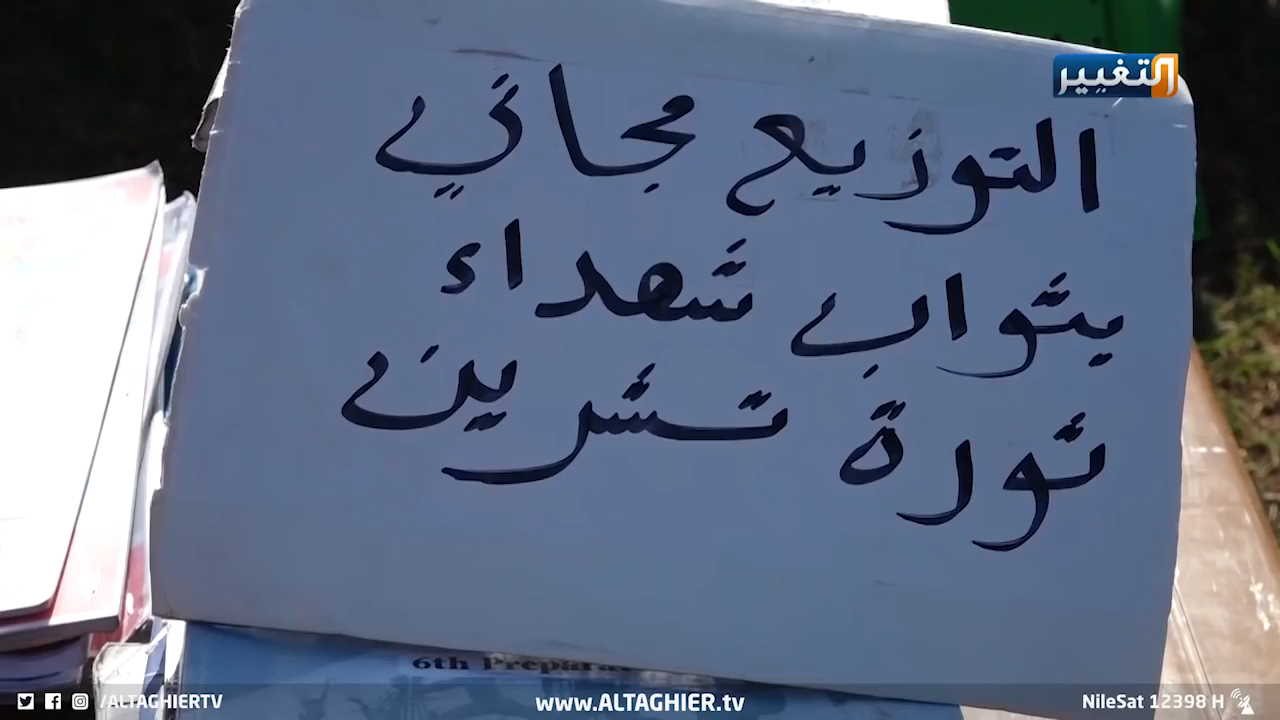 التغيير
التوزيع مجاني
بثواب شهداء
ثورة تشرين
6th Prepara
/ALTAGHIERTV
www.ALTAGHIER.tv
NileSat 12398 H